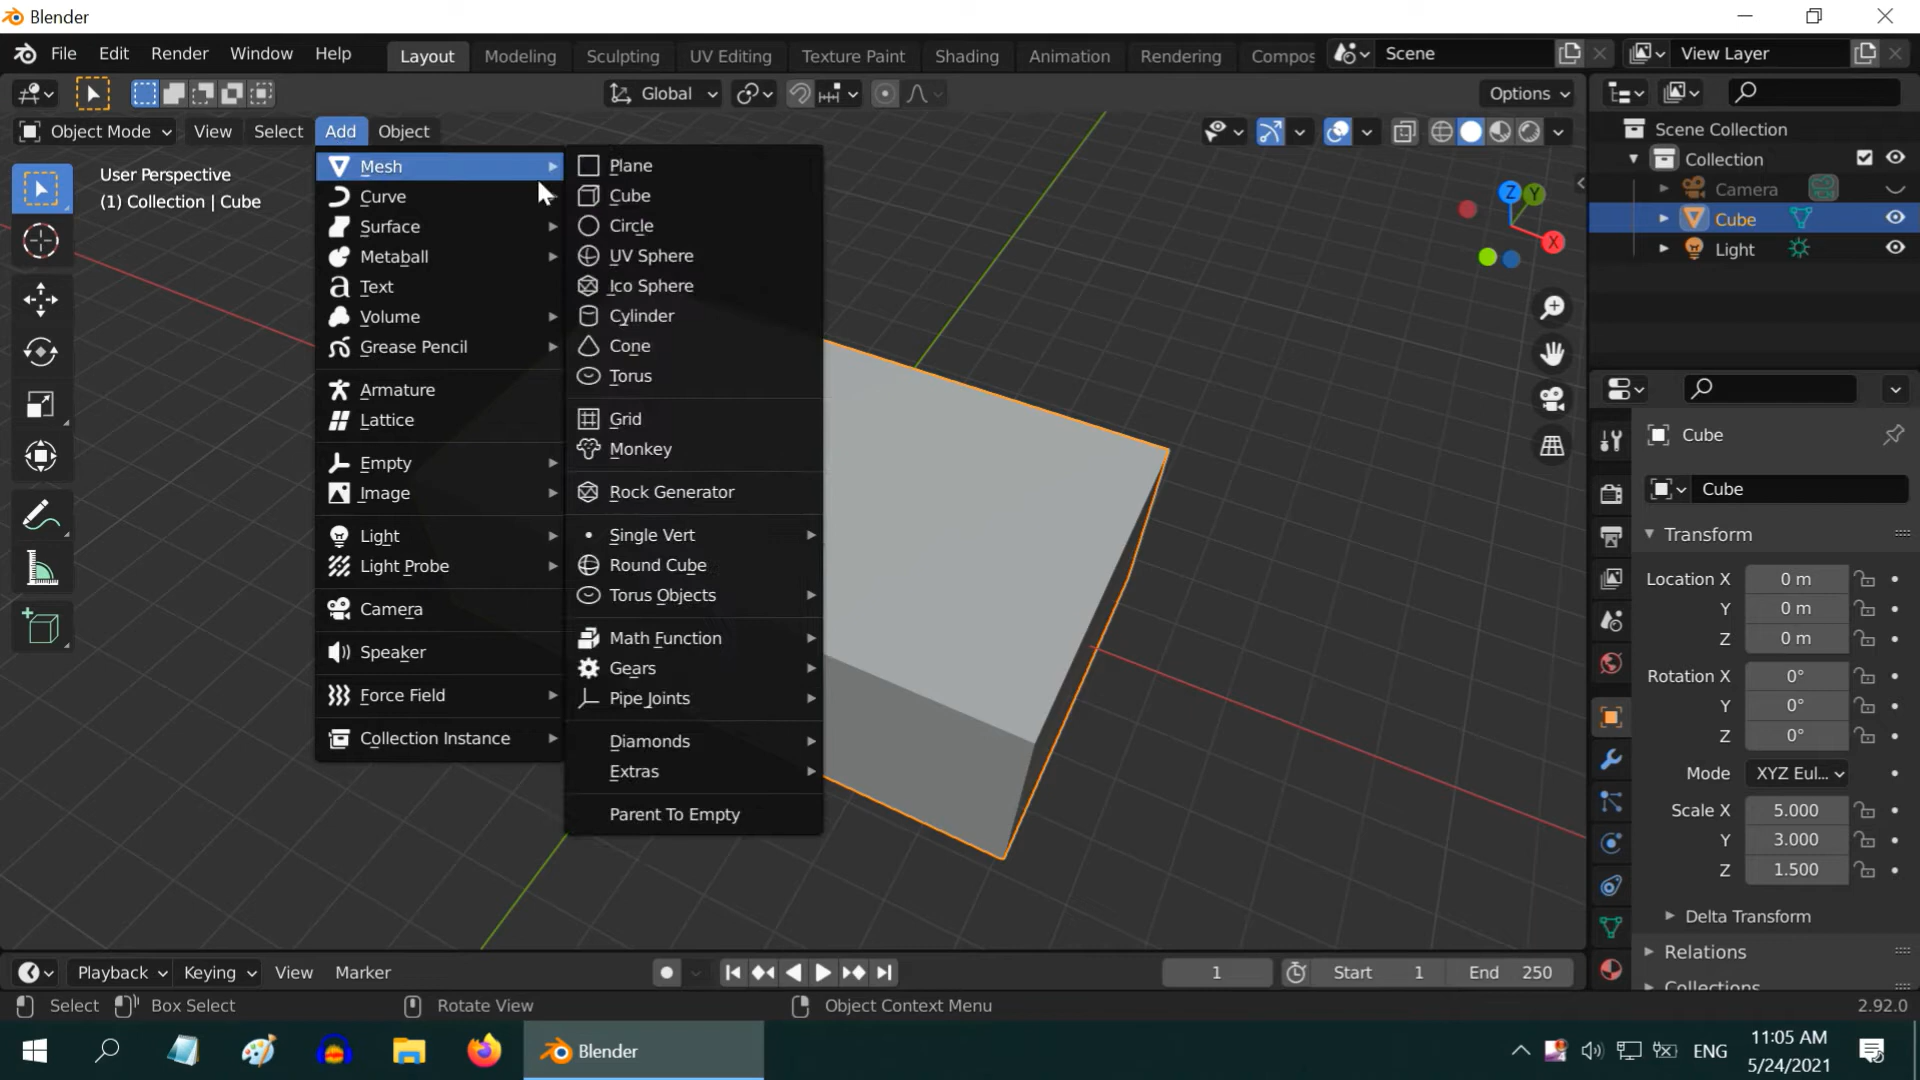 Blender
File Edit Render Window Help Layout Modeling Sculpting UV Editing Texture Paint Shading Animation Rendering Compos Scene View Layer
Global Options
Object Mode View Select Add Object
User Perspective
(1) Collection | Cube
Mesh
Curve
Surface
Metaball
Text
Volume
Grease Pencil
Armature
Lattice
Empty
Image
Light
Light Probe
Camera
Speaker
Force Field
Collection Instance
Plane
Cube
Circle
UV Sphere
Ico Sphere
Cylinder
Cone
Torus
Grid
Monkey
Rock Generator
Single Vert
Round Cube
Torus Objects
Math Function
Gears
Pipe Joints
Diamonds
Extras
Parent To Empty
Z Y
X
Scene Collection
Collection
Camera
Cube
Light
Cube
Cube
Transform
Location X 0 m
Y 0 m
Z 0 m
Rotation X 0°
Y 0°
Z 0°
Mode XYZ Eul...
Scale X 5.000
Y 3.000
Z 1.500
Delta Transform
Relations
Collections
Playback Keying View Marker 1 Start 1 End 250
Select Box Select Rotate View Object Context Menu 2.92.0
Blender ENG 11:05 AM
5/24/2021